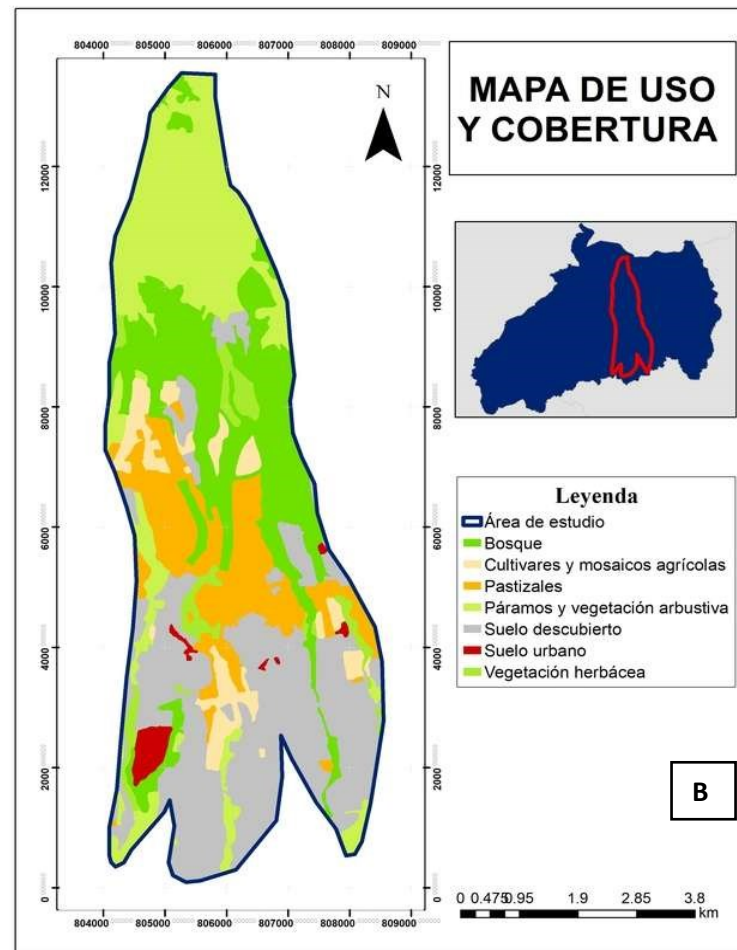 804000 805000 806000 807000 808000 809000
MAPA DE USO
Y COBERTURA
N
12000
10000
8000
6000
4000
2000
0
Leyenda
Área de estudio
Bosque
Cultivares y mosaicos agrícolas
Pastizales
Páramos y vegetación arbustiva
Suelo descubierto
Suelo urbano
Vegetación herbácea
B
804000 805000 806000 807000 808000 809000
12000
10000
8000
6000
4000
2000
0
0 0.475 0.95 1.9 2.85 3.8
km